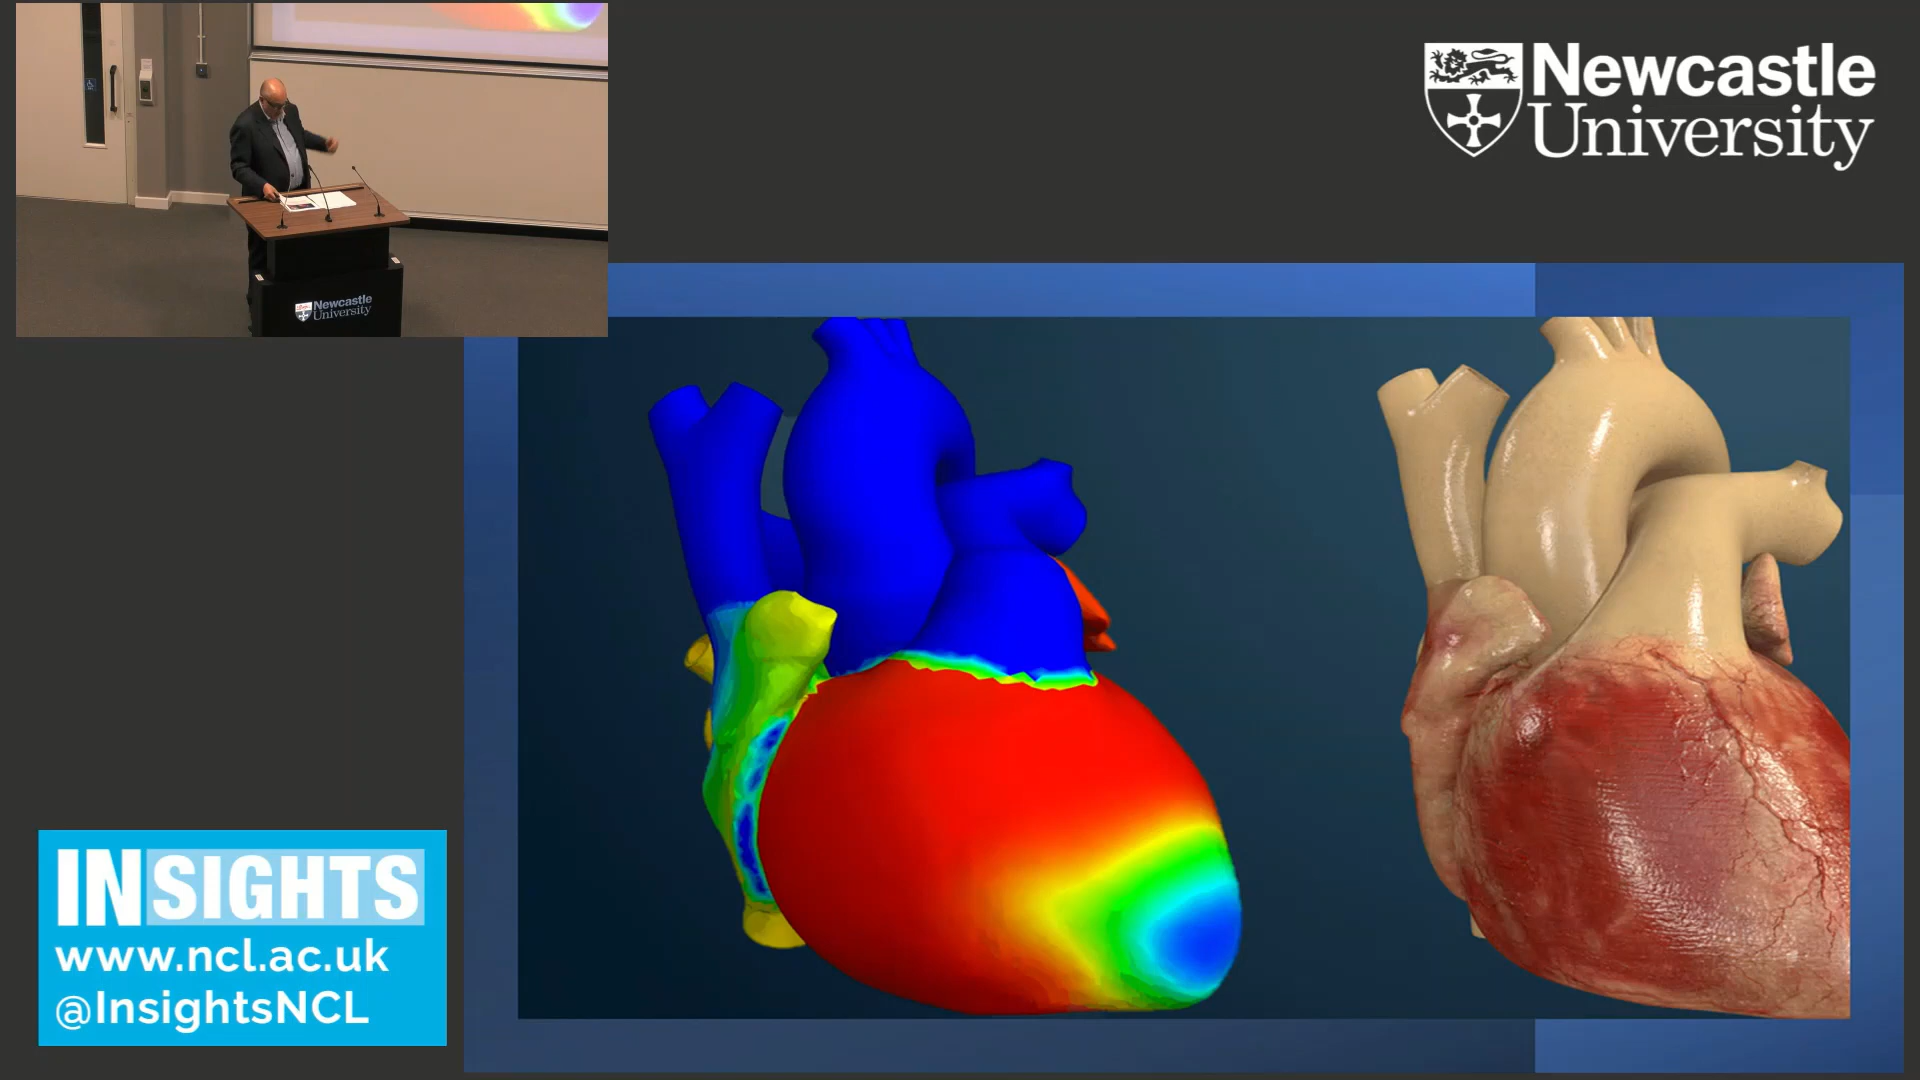 Newcastle
University
Newcastle
University
INSIGHTS
www.ncl.ac.uk
@InsightsNCL